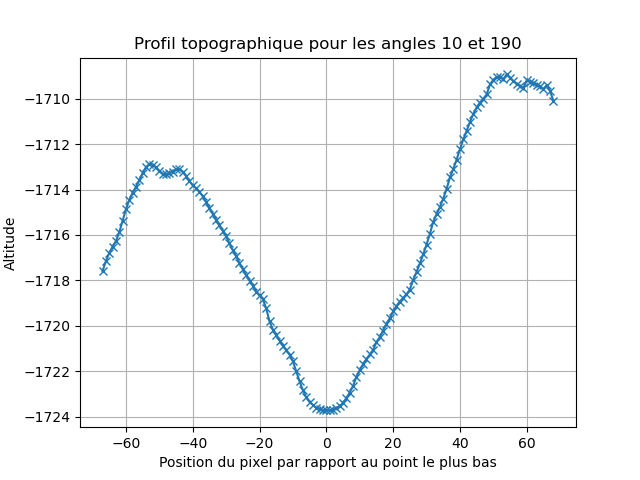 Profil topographique pour les angles 10 et 190
Altitude
−1710
−1712
−1714
−1716
−1718
−1720
−1722
−1724
−60 −40 −20 0 20 40 60
Position du pixel par rapport au point le plus bas